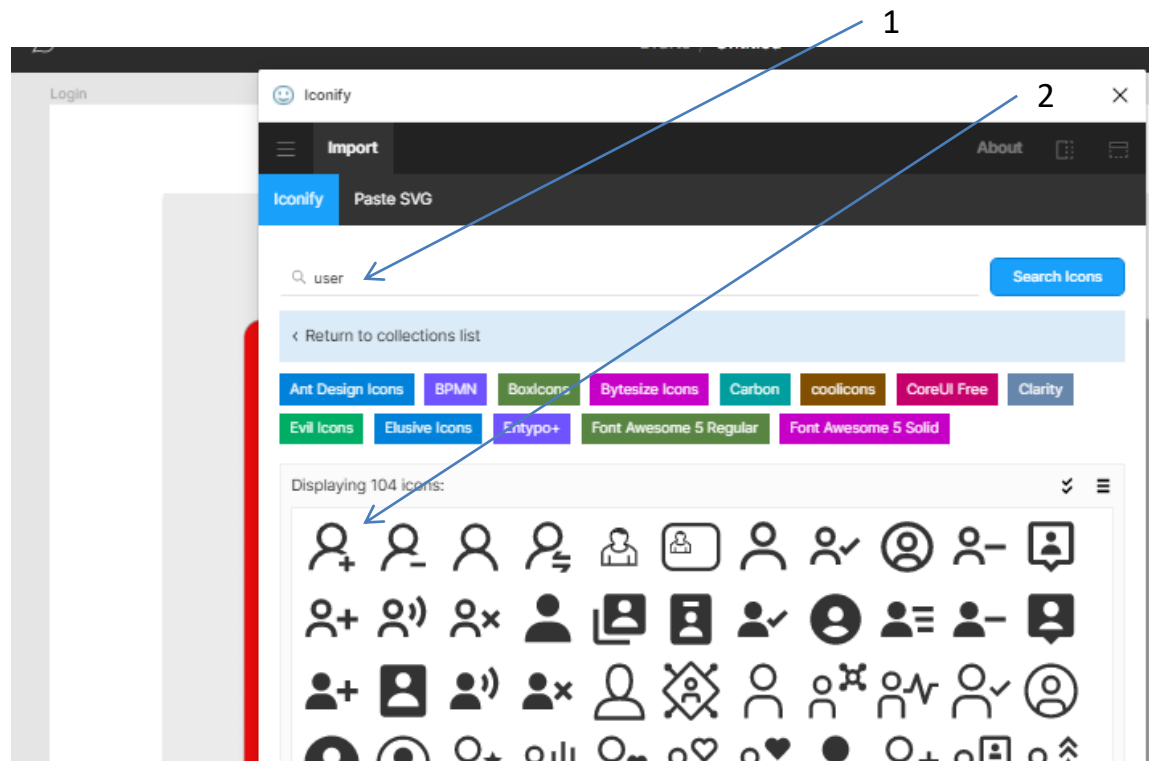 1
Drafts / Untitled
2
Login
Iconify
Import
About
Iconify
Paste SVG
user
Search Icons
‹ Return to collections list
Ant Design Icons
BPMN
BoxIcons
Bytesize Icons
Carbon
coolicons
CoreUI Free
Clarity
Evil Icons
Elusive Icons
Entypo+
Font Awesome 5 Regular
Font Awesome 5 Solid
Displaying 104 icons: